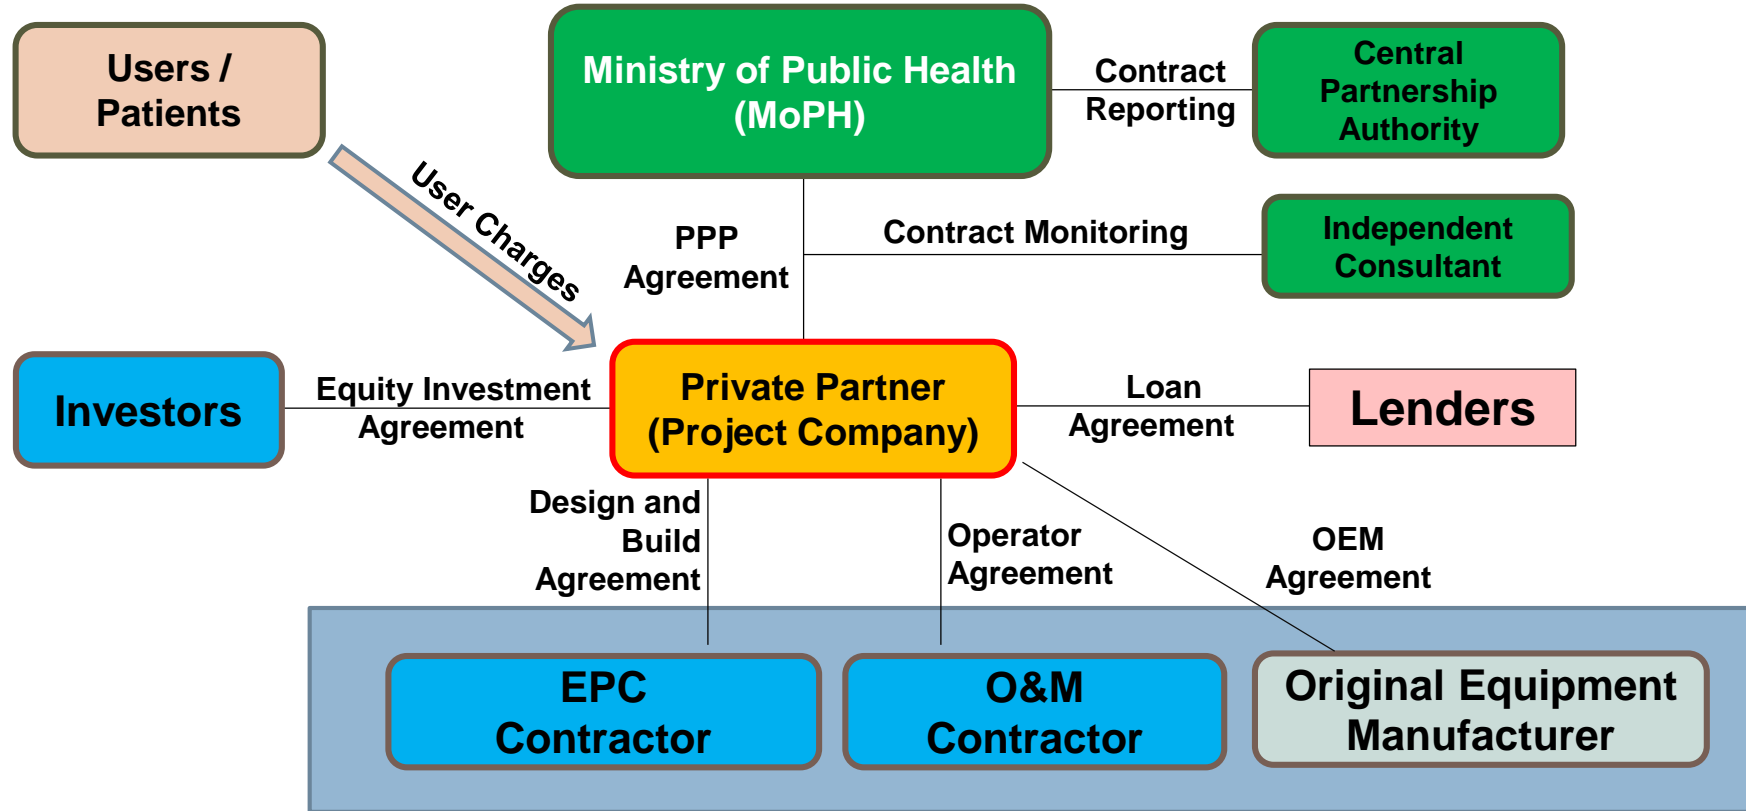 Users /
Patients
Ministry of Public Health
(MoPH)
Contract
Reporting
Central
Partnership
Authority
User Charges
PPP
Agreement
Contract Monitoring
Independent
Consultant
Investors
Equity Investment
Agreement
Private Partner
(Project Company)
Loan
Agreement
Lenders
Design and
Build
Agreement
Operator
Agreement
OEM
Agreement
EPC
Contractor
O&M
Contractor
Original Equipment
Manufacturer